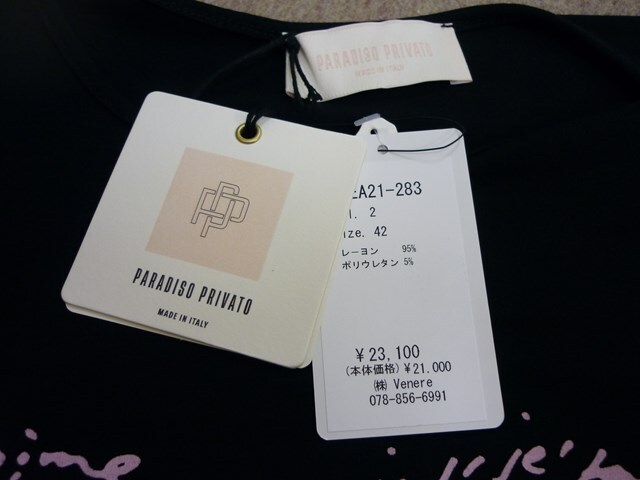 PARADISO PRIVATO
MADE IN ITALY
PARADISO PRIVATO
MADE IN ITALY
EA21-283
2
ize. 42
レーヨン 95%
ポリウレタン 5%
¥23,100
(本体価格)¥21.000
㈱ Venere
078-856-6991